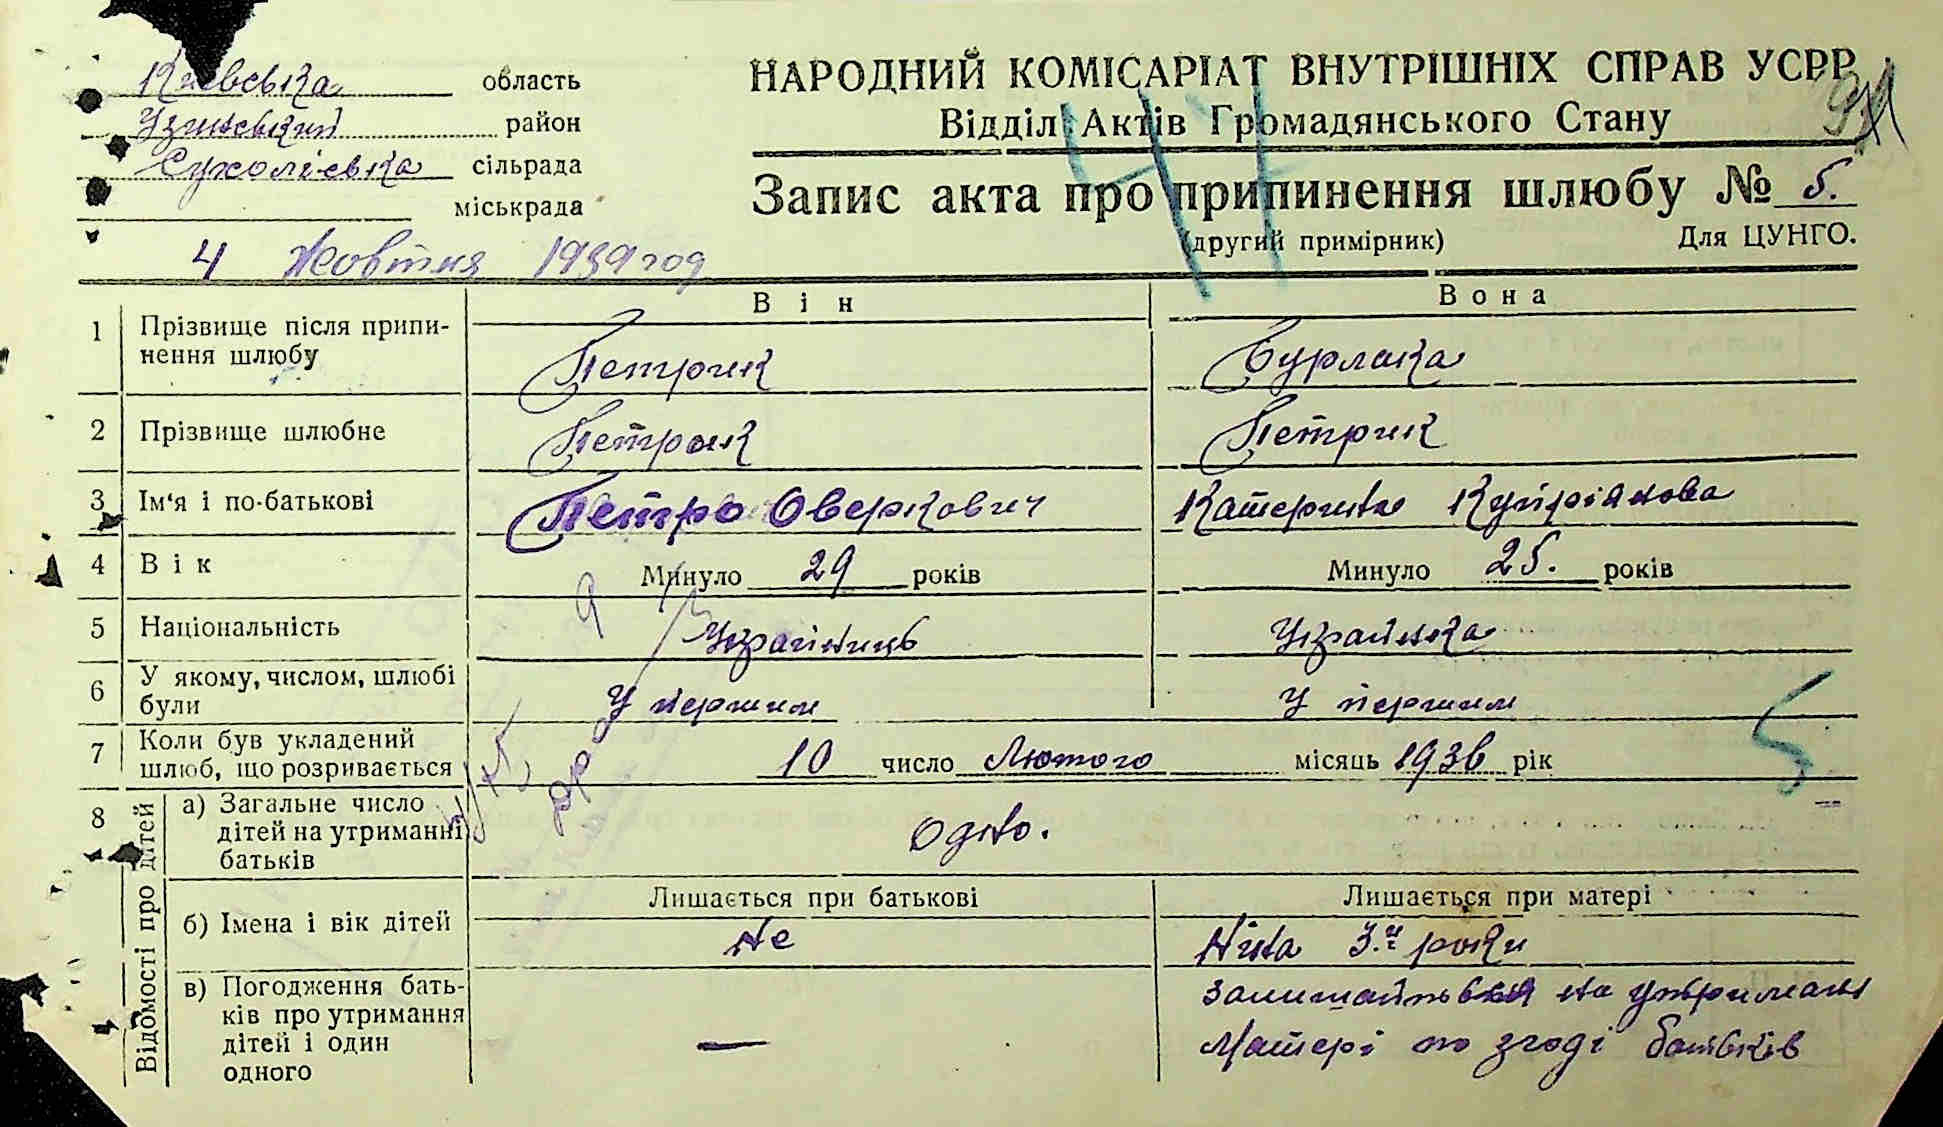 Київська область
Узинський район
Сухоліська сільрада
міськрада
4 Жовтня 1939 год
НАРОДНИЙ КОМІСАРІАТ ВНУТРІШНІХ СПРАВ УСРР
Відділ Актів Громадянського Стану
Запис акта про припинення шлюбу № 5.
(другий примірник) Для ЦУНГО.
Він Вона
1 Прізвище після припинення шлюбу Петрик Бурлака
2 Прізвище шлюбне Петрик Петрик
3 Ім'я і по-батькові Петро Оверкович Катерина Купріянова
4 Вік Минуло 29 років Минуло 25. років
5 Національність Українець Українка
6 У якому, числом, шлюбі були У першим У першим
7 Коли був укладений шлюб, що розривається 10 число Лютого місяць 1936 рік
8 Відомості про дітей
а) Загальне число дітей на утриманні батьків Одно.
Лишається при батькові Лишається при матері
б) Імена і вік дітей Не Ніна 3.и роки
в) Погодження батьків про утримання дітей і один одного — залишається на утриманні
Матері по згоді батьків